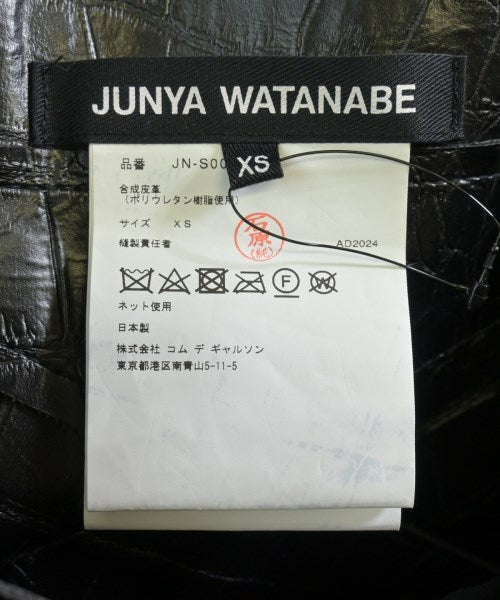 JUNYA WATANABE
XS
品番 JN-S00
合成皮革
（ポリウレタン樹脂使用）
サイズ XS
縫製責任者 石原 (純) AD2024
ネット使用
日本製
株式会社 コム デ ギャルソン
東京都港区南青山5-11-5